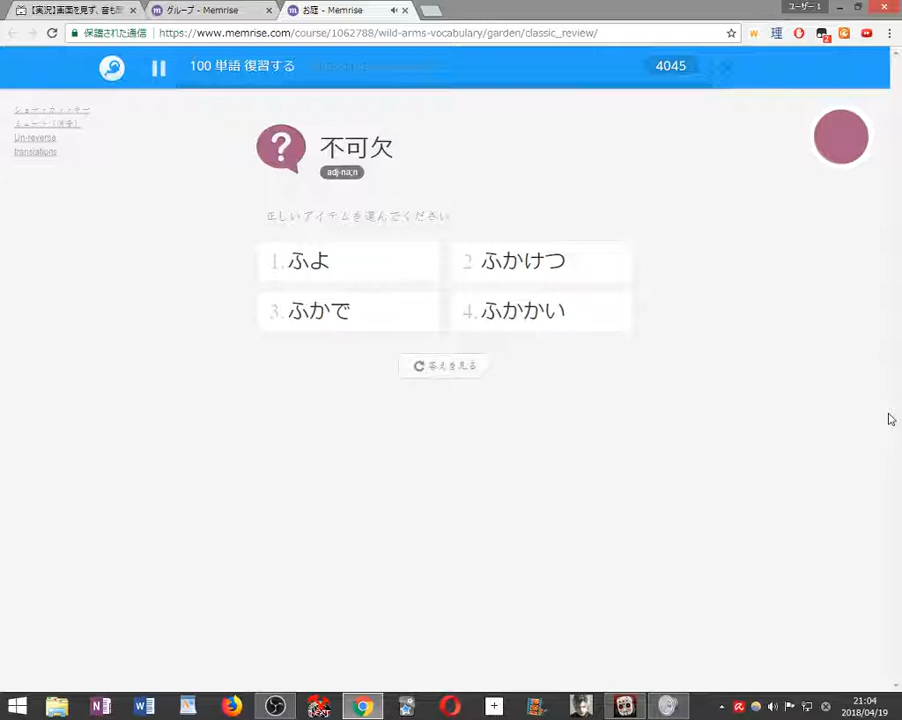 【実況】画面を見ず、音も
グループ - Memrise
お庭 - Memrise
ユーザー 1
保護された通信
https://www.memrise.com/course/1062788/wild-arms-vocabulary/garden/classic_review/
100 単語 復習する
4045
Un-reverse
translations
?
不可欠
adj-na;n
正しいアイテムを選んでください
1. ふよ
2 ふかけつ
3. ふかで
4. ふかかい
答えを見る
21:04
2018/04/19